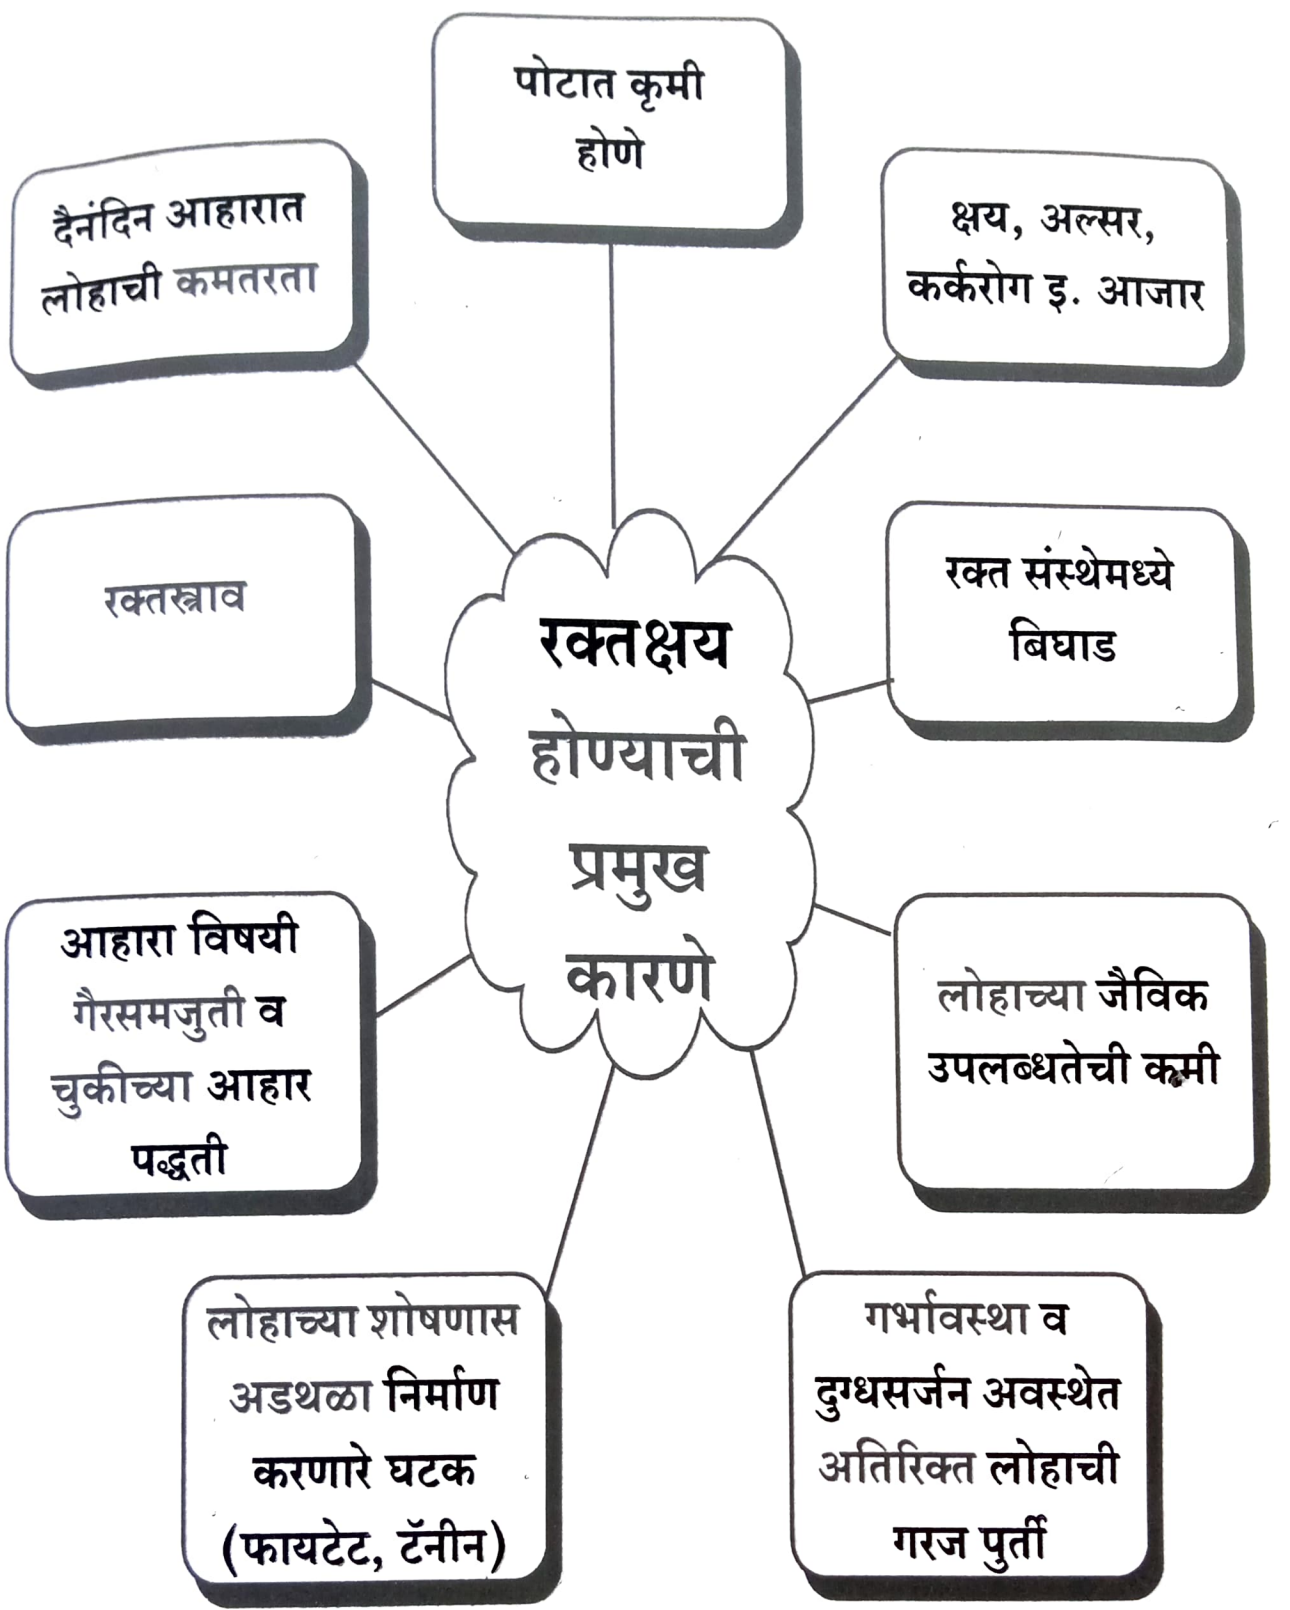 पोटात कृमी
होणे
दैनंदिन आहारात
लोहाची कमतरता
क्षय, अल्सर,
कर्करोग इ. आजार
रक्तस्त्राव
रक्त संस्थेमध्ये
बिघाड
रक्तक्षय
होण्याची
प्रमुख
कारणे
आहारा विषयी
गैरसमजुती व
चुकीच्या आहार
पद्धती
लोहाच्या जैविक
उपलब्धतेची कमी
लोहाच्या शोषणास
अडथळा निर्माण
करणारे घटक
(फायटेट, टॅनीन)
गर्भावस्था व
दुग्धसर्जन अवस्थेत
अतिरिक्त लोहाची
गरज पुर्ती